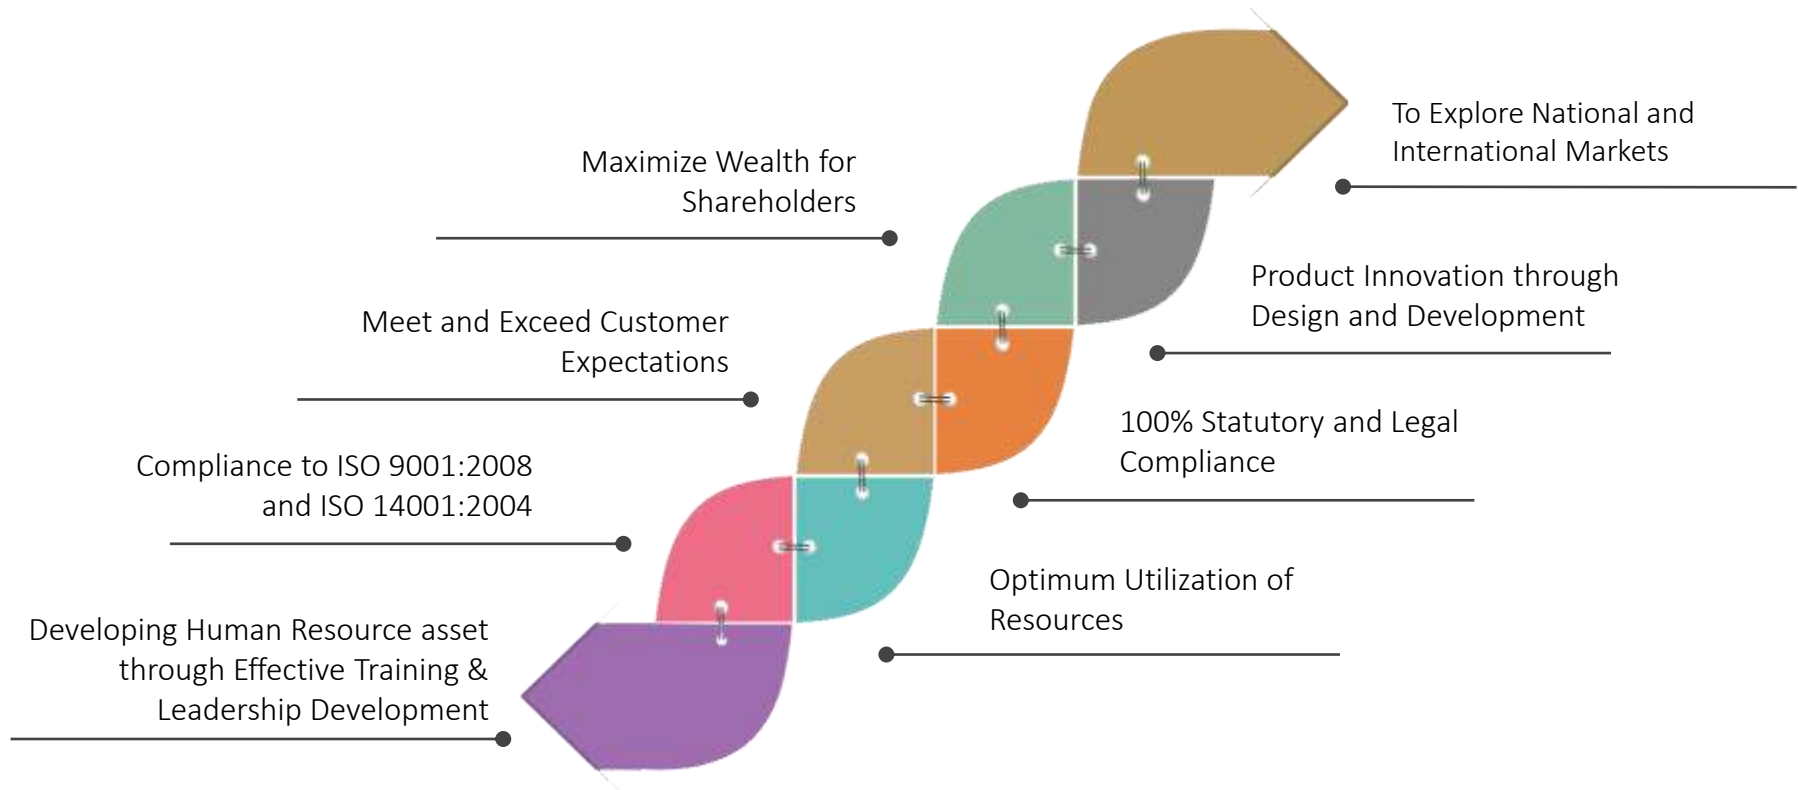 To Explore National and
International Markets
Maximize Wealth for
Shareholders
Product Innovation through
Design and Development
Meet and Exceed Customer
Expectations
100% Statutory and Legal
Compliance
Compliance to ISO 9001:2008
and ISO 14001:2004
Optimum Utilization of
Resources
Developing Human Resource asset
through Effective Training &
Leadership Development